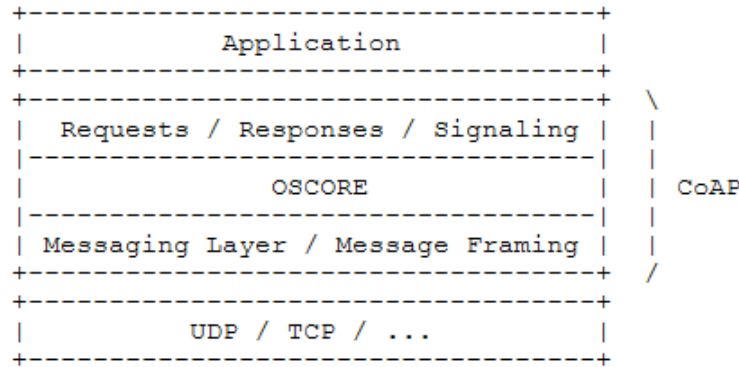 Application
Requests / Responses / Signaling
OSCORE
CoAP
Messaging Layer / Message Framing
UDP / TCP / ...